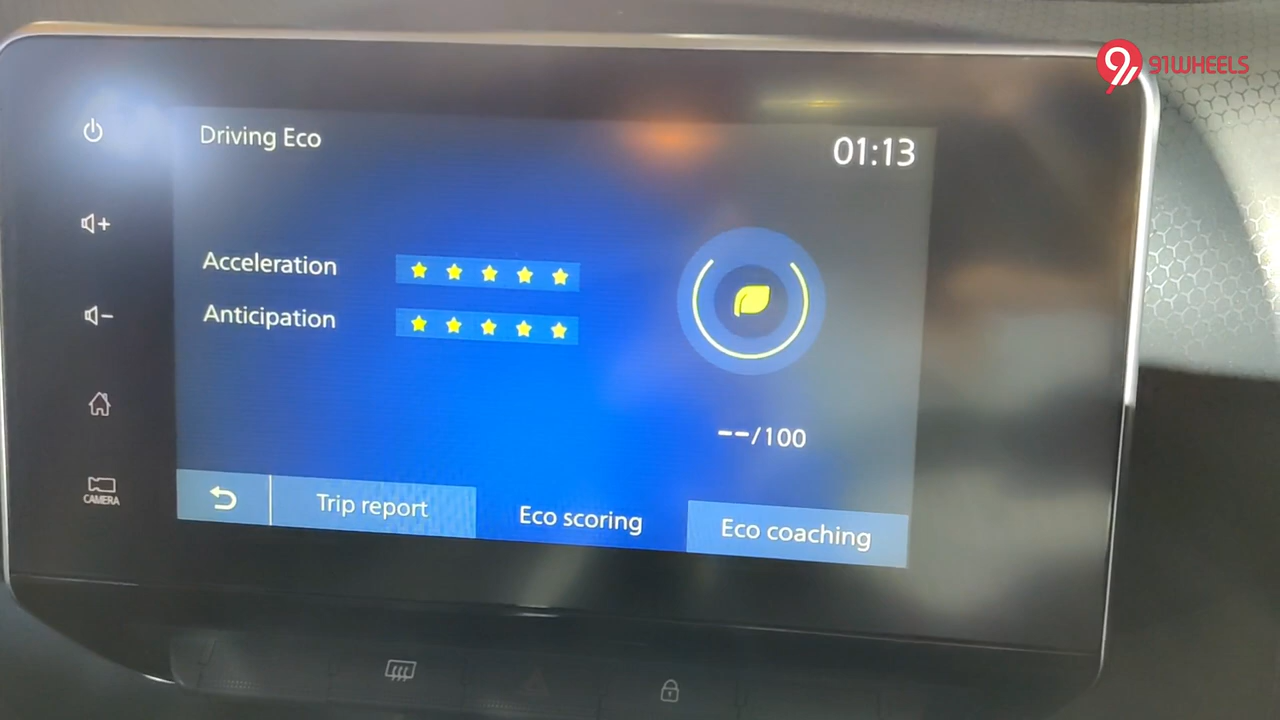 91WHEELS
Driving Eco
01:13
Acceleration
Anticipation
--/100
Trip report
Eco scoring
Eco coaching
CAMERA